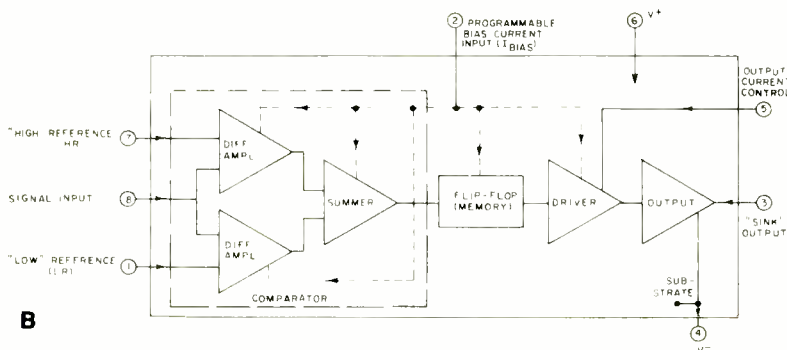 2 PROGRAMMABLE
BIAS CURRENT
INPUT (IBIAS)
6 V+
OUTPUT
CURRENT
CONTROL
5
"HIGH REFERENCE
HR
7
DIFF
AMPL
SIGNAL INPUT
8
SUMMER
FLIP-FLOP
(MEMORY)
DRIVER
OUTPUT
3
"SINK"
OUTPUT
"LOW" REFERENCE
(LR)
1
DIFF
AMPL
COMPARATOR
SUB-
STRATE
4
V-
B